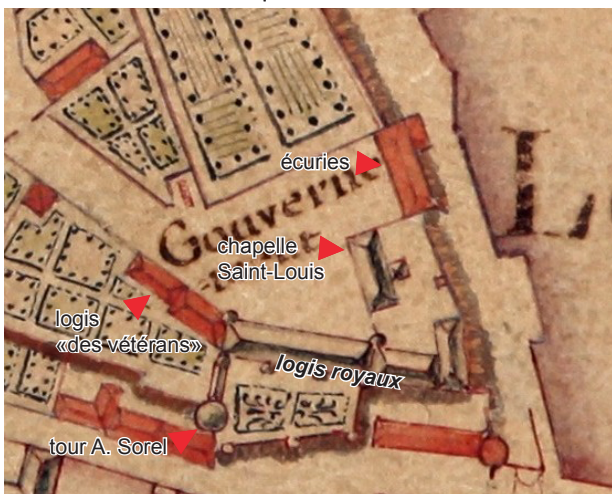 écuries
Gouverne
chapelle
Saint-Louis
L
logis
«des vétérans»
logis royaux
tour A. Sorel